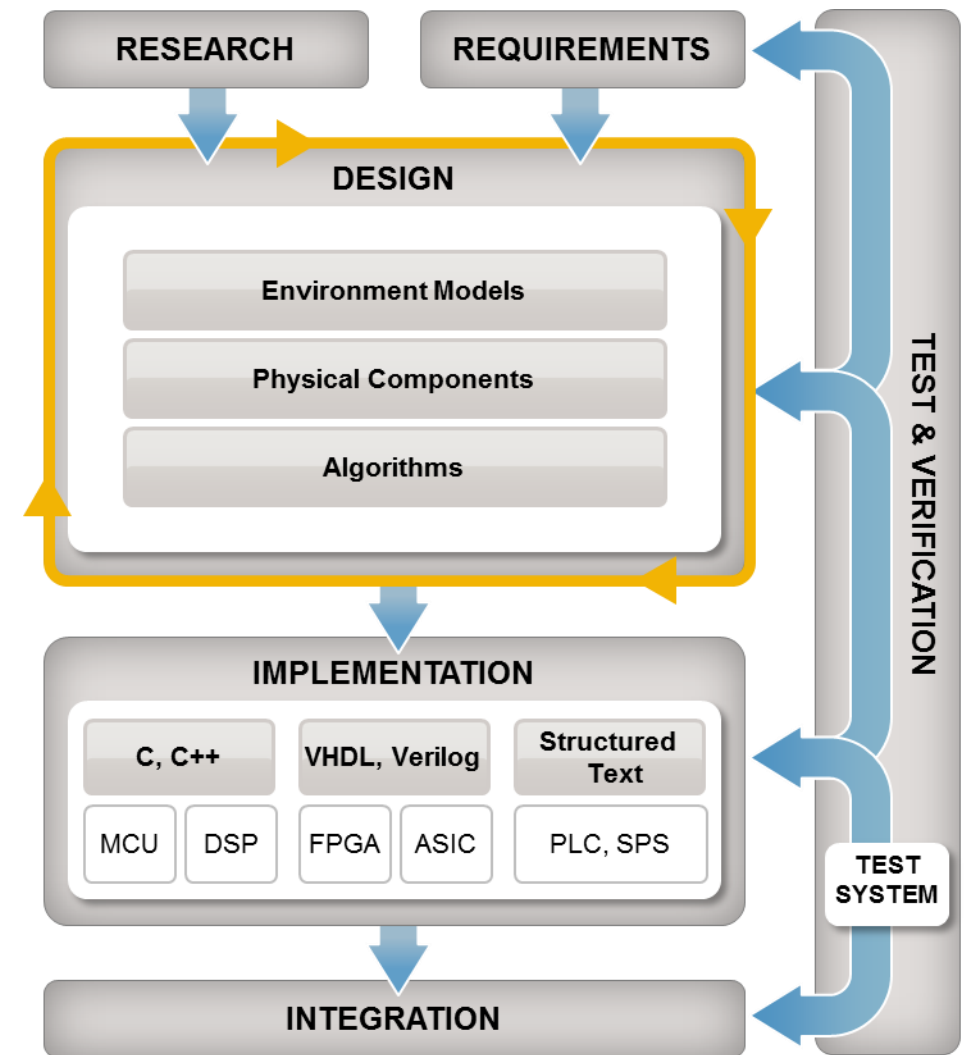 RESEARCH
REQUIREMENTS
DESIGN
Environment Models
Physical Components
Algorithms
IMPLEMENTATION
C, C++
VHDL, Verilog
Structured
Text
MCU
DSP
FPGA
ASIC
PLC, SPS
INTEGRATION
TEST & VERIFICATION
TEST
SYSTEM